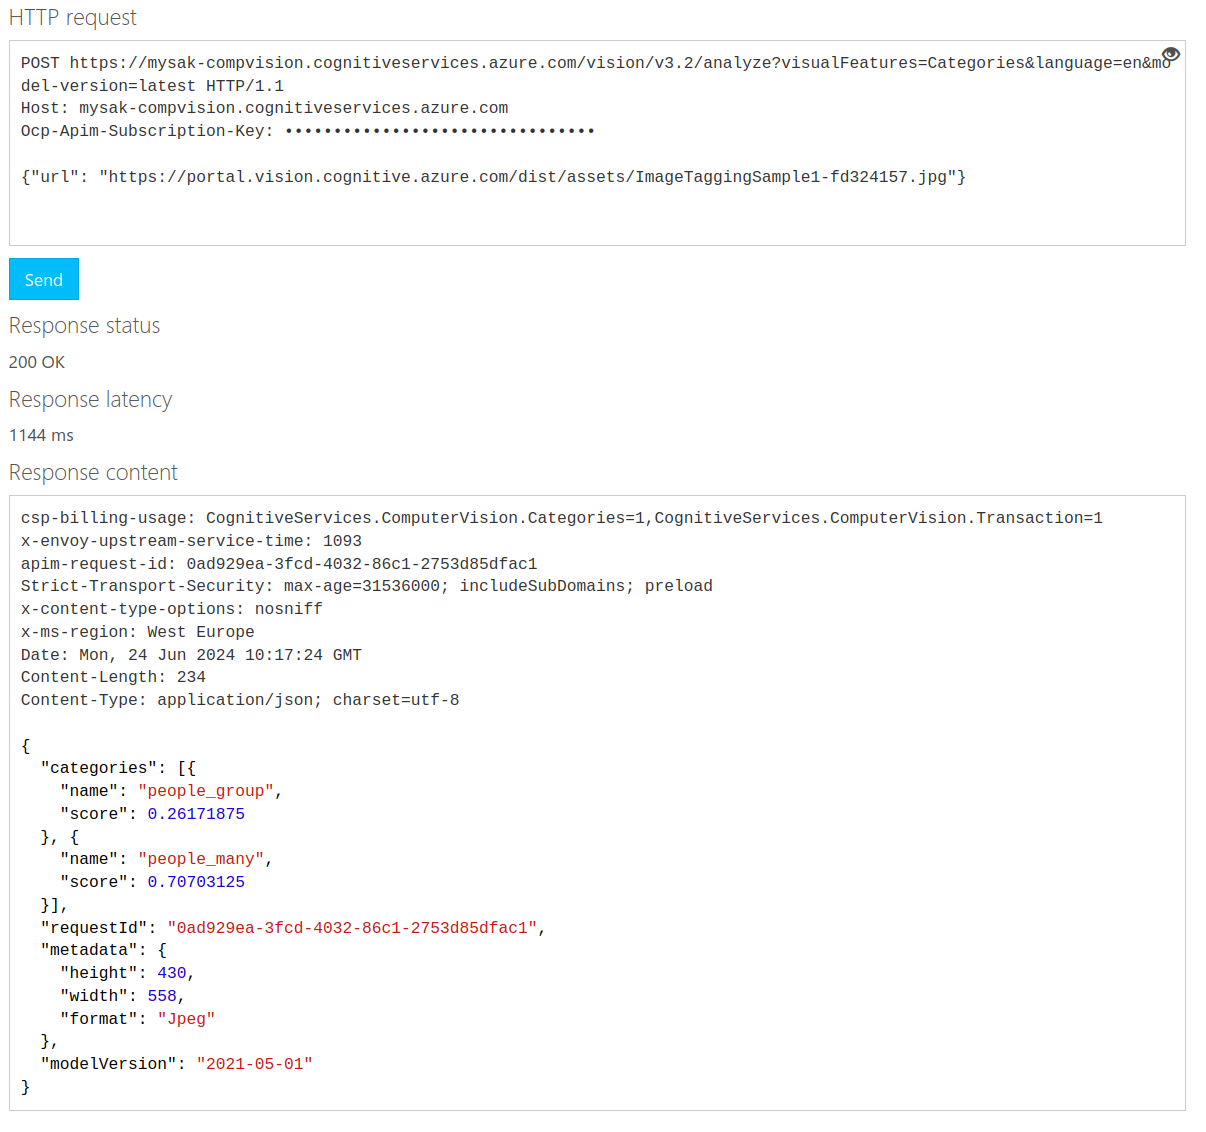 HTTP request
POST https://mysak-compvision.cognitiveservices.azure.com/vision/v3.2/analyze?visualFeatures=Categories&language=en&mo
del-version=latest HTTP/1.1
Host: mysak-compvision.cognitiveservices.azure.com
Ocp-Apim-Subscription-Key: ••••••••••••••••••••••••••••••••
{"url": "https://portal.vision.cognitive.azure.com/dist/assets/ImageTaggingSample1-fd324157.jpg"}
Send
Response status
200 OK
Response latency
1144 ms
Response content
csp-billing-usage: CognitiveServices.ComputerVision.Categories=1,CognitiveServices.ComputerVision.Transaction=1
x-envoy-upstream-service-time: 1093
apim-request-id: 0ad929ea-3fcd-4032-86c1-2753d85dfac1
Strict-Transport-Security: max-age=31536000; includeSubDomains; preload
x-content-type-options: nosniff
x-ms-region: West Europe
Date: Mon, 24 Jun 2024 10:17:24 GMT
Content-Length: 234
Content-Type: application/json; charset=utf-8
{
  "categories": [{
    "name": "people_group",
    "score": 0.26171875
  }, {
    "name": "people_many",
    "score": 0.70703125
  }],
  "requestId": "0ad929ea-3fcd-4032-86c1-2753d85dfac1",
  "metadata": {
    "height": 430,
    "width": 558,
    "format": "Jpeg"
  },
  "modelVersion": "2021-05-01"
}